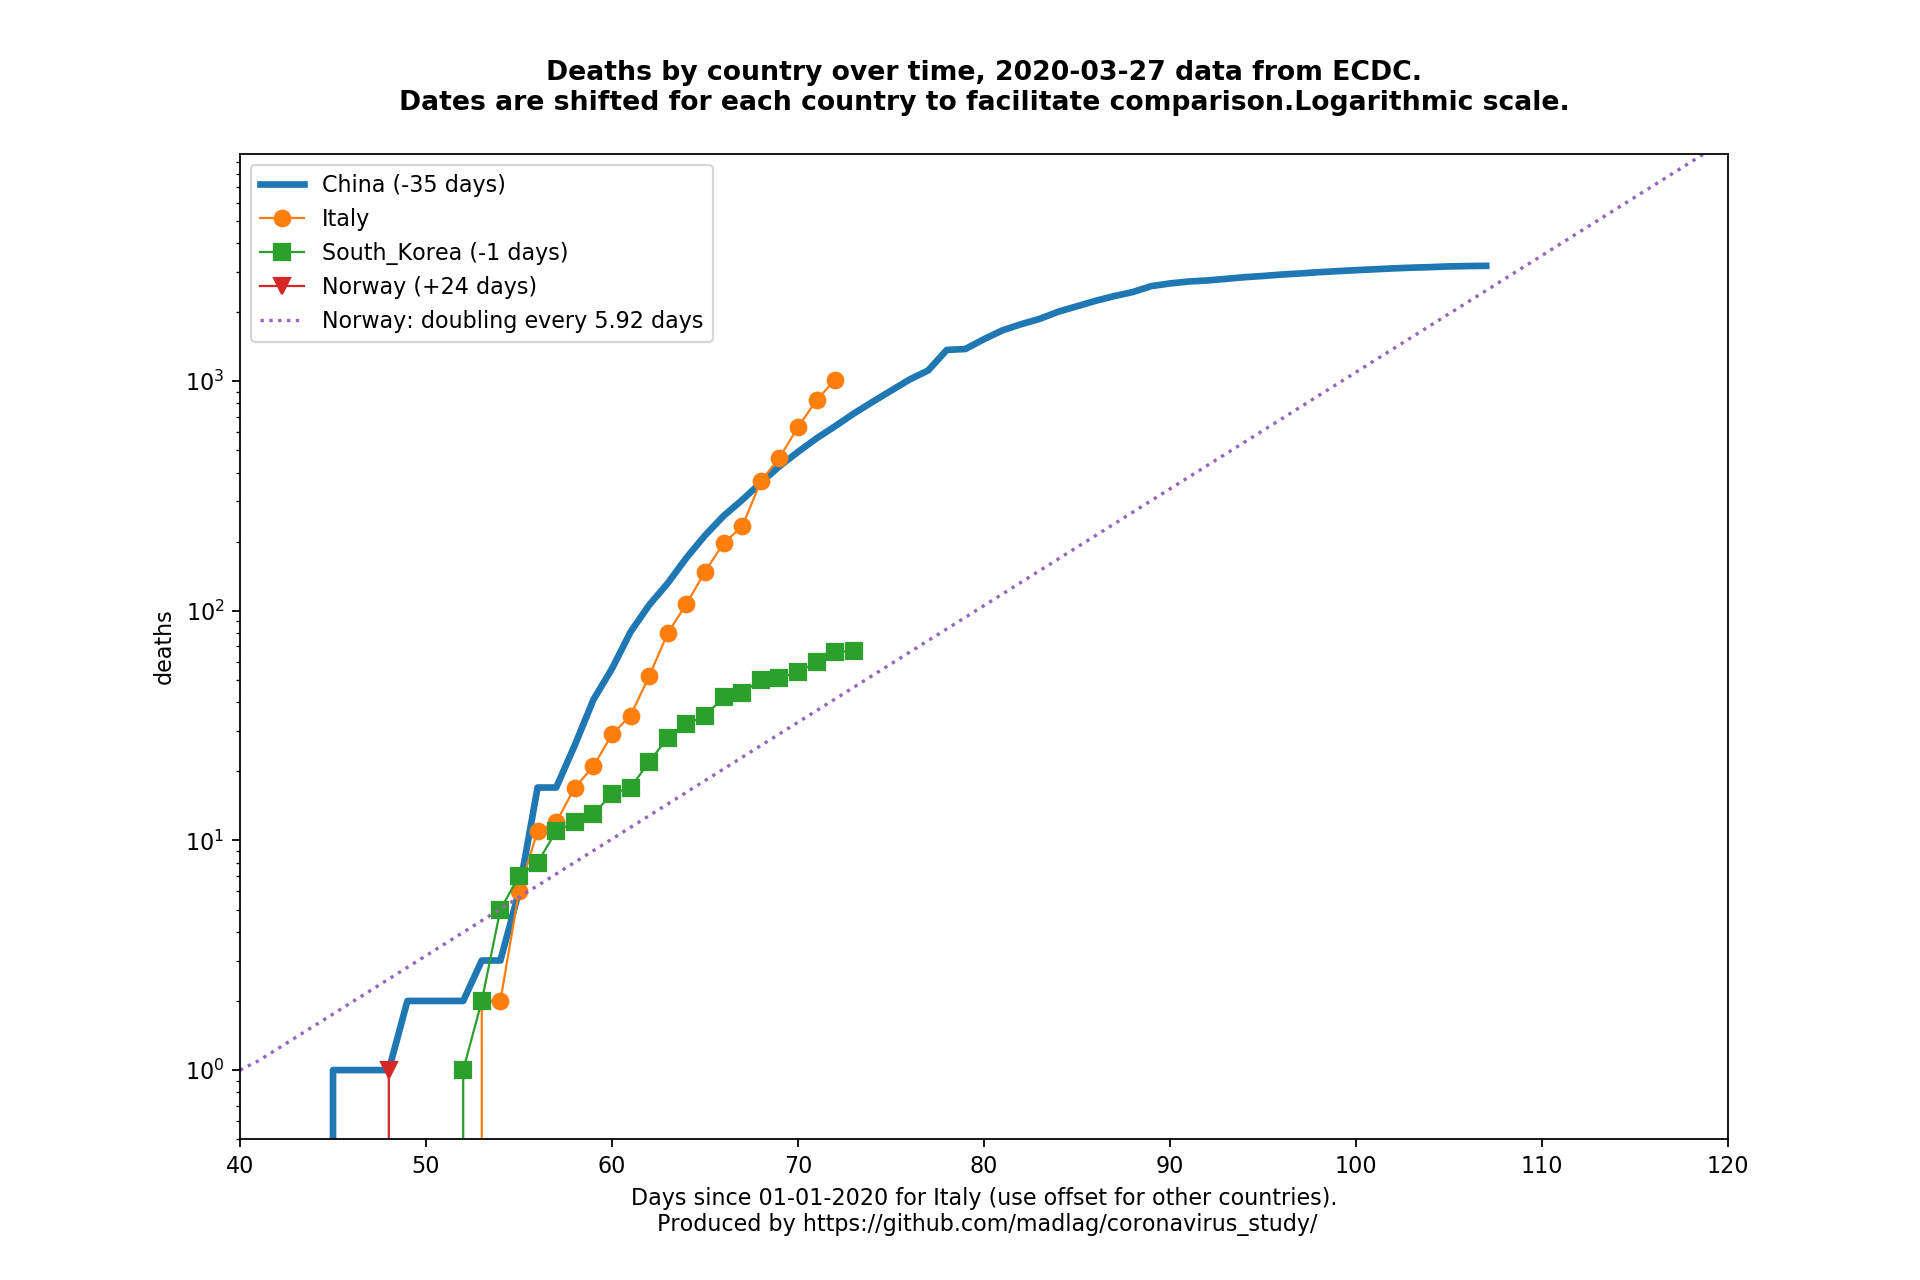 Deaths by country over time, 2020-03-27 data from ECDC.
Dates are shifted for each country to facilitate comparison.Logarithmic scale.
China (-35 days)
Italy
South_Korea (-1 days)
Norway (+24 days)
Norway: doubling every 5.92 days
deaths
10³
10²
10¹
10⁰
40 50 60 70 80 90 100 110 120
Days since 01-01-2020 for Italy (use offset for other countries).
Produced by https://github.com/madlag/coronavirus_study/